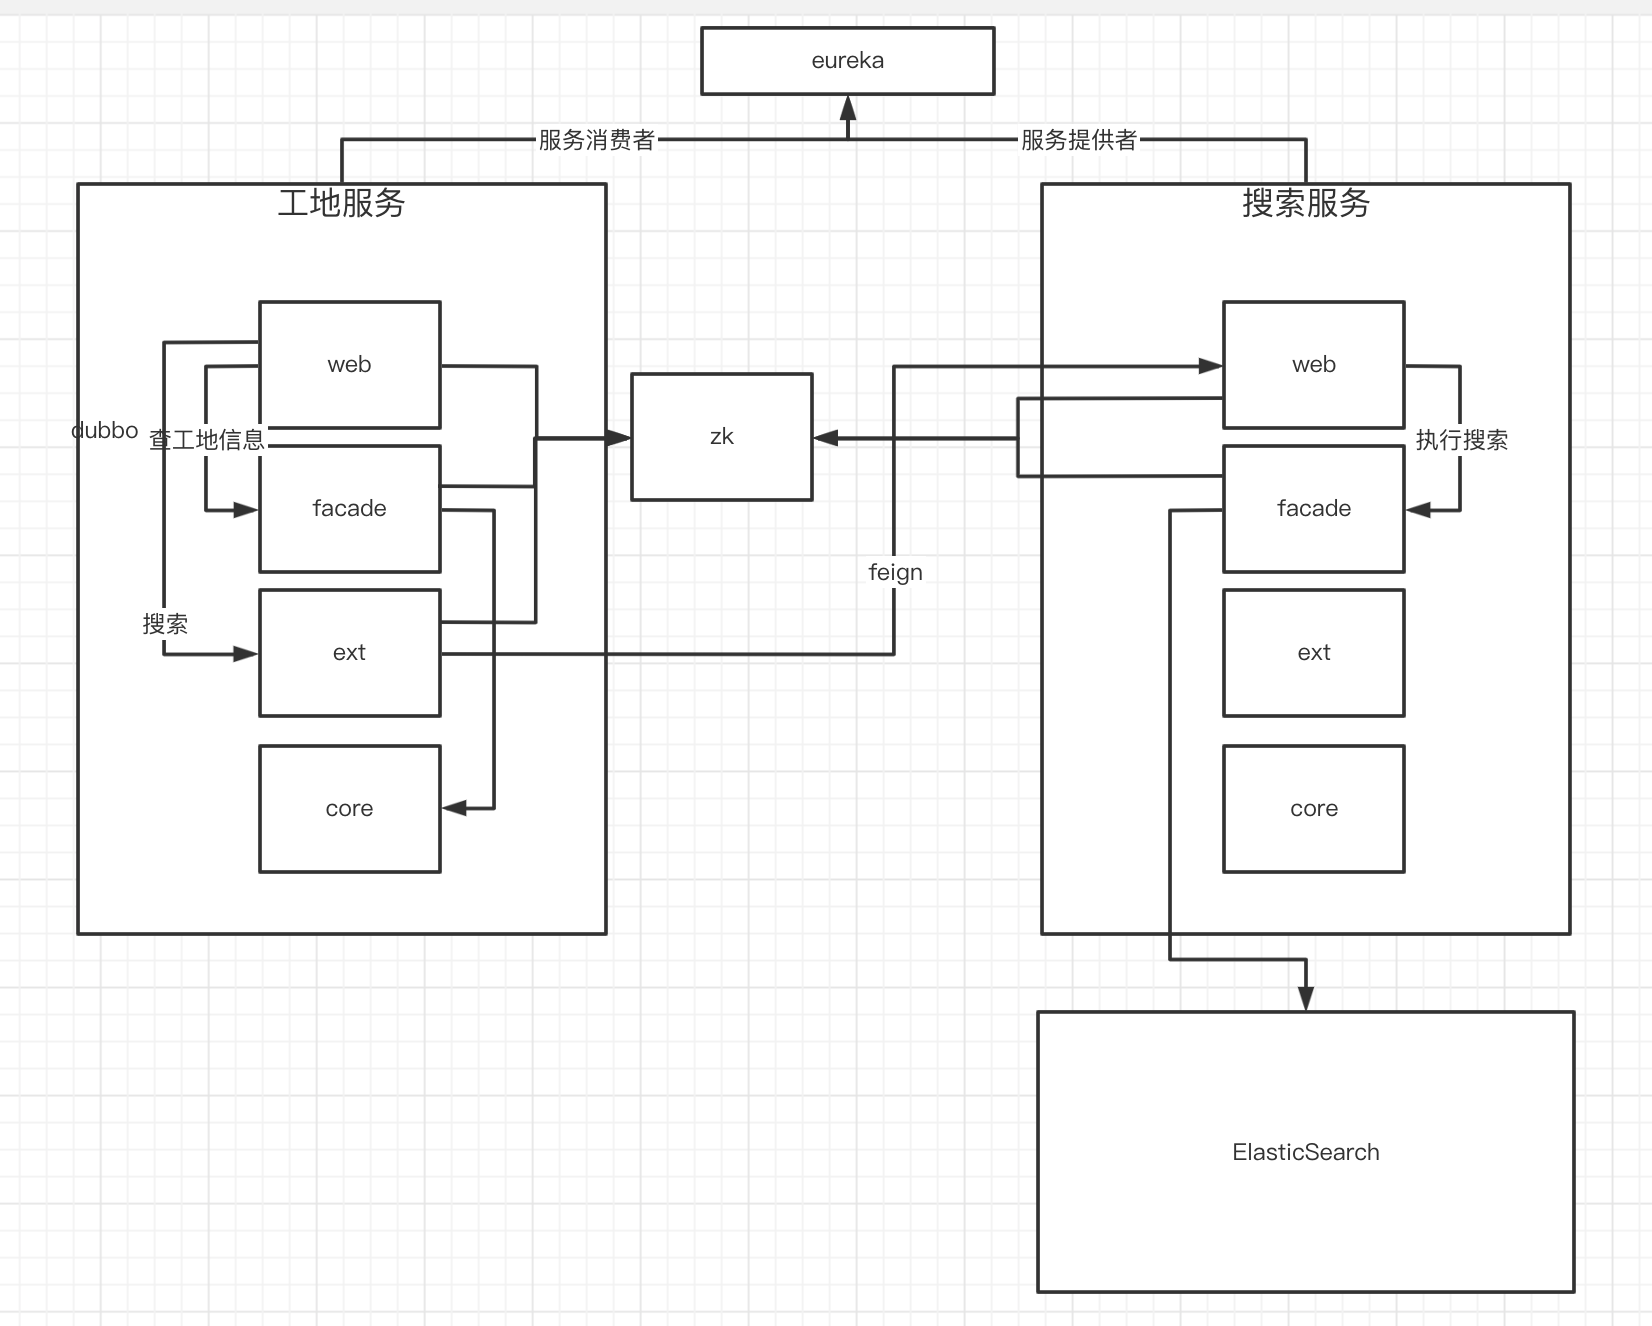 eureka
服务消费者
服务提供者
工地服务
搜索服务
web
web
dubbo
查工地信息
zk
执行搜索
facade
facade
feign
搜索
ext
ext
core
core
ElasticSearch